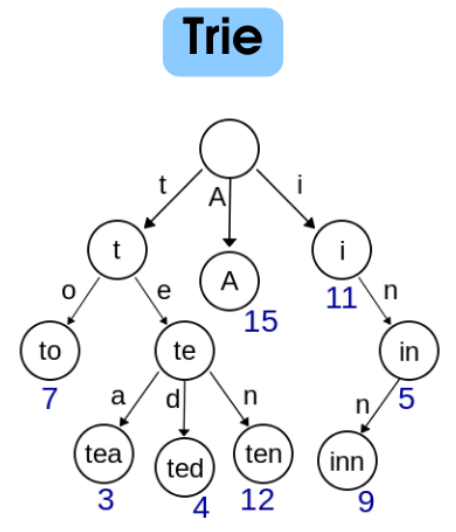 Trie
t A i
t A i
15 11
o e n
to te in
7 5
a d n n
tea ted ten inn
3 4 12 9